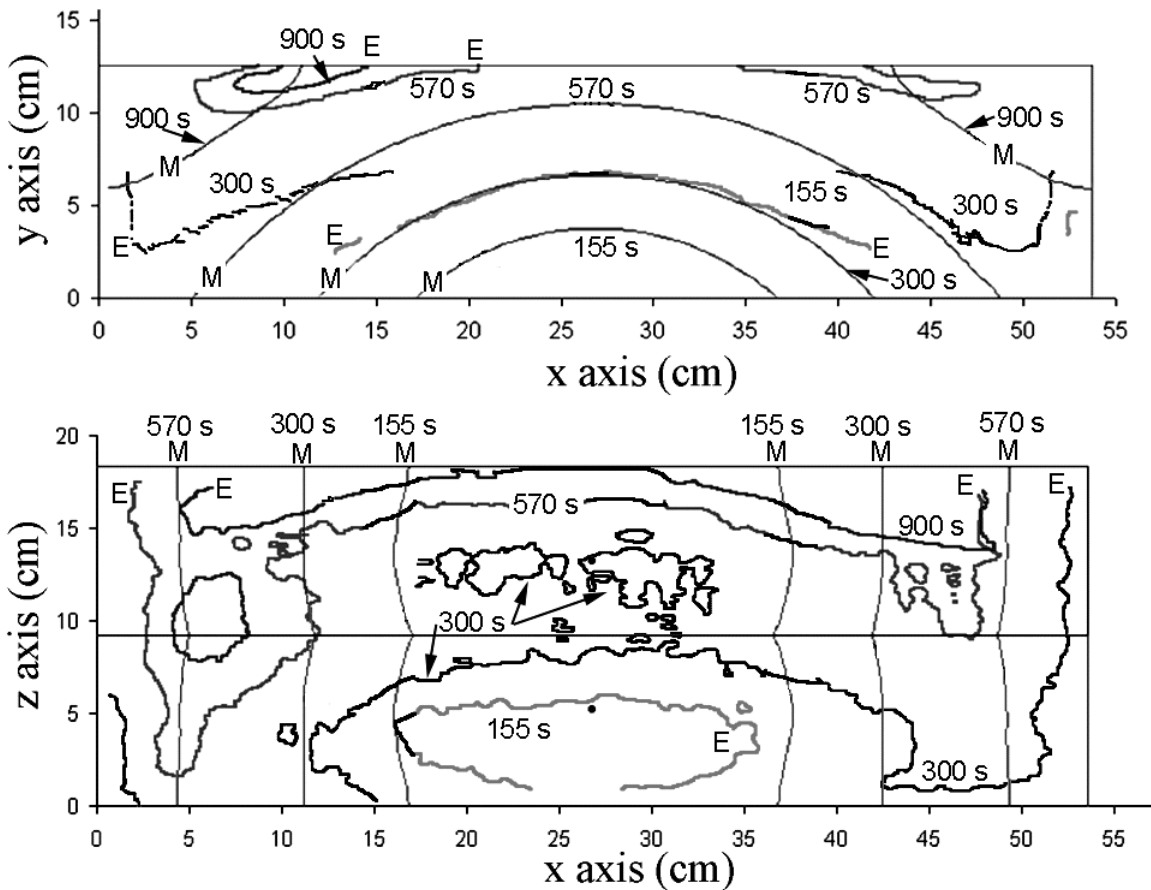 15
10
5
0
y axis (cm)
900 s E E
570 s 570 s 570 s
900 s 900 s
M M
300 s 155 s 300 s
E E E
M M M 155 s 300 s
0 5 10 15 20 25 30 35 40 45 50 55
x axis (cm)
570 s 300 s 155 s 155 s 300 s 570 s
M M M M M M
20
15
10
5
0
z axis (cm)
E E E E
570 s 900 s
300 s
155 s E
300 s
0 5 10 15 20 25 30 35 40 45 50 55
x axis (cm)